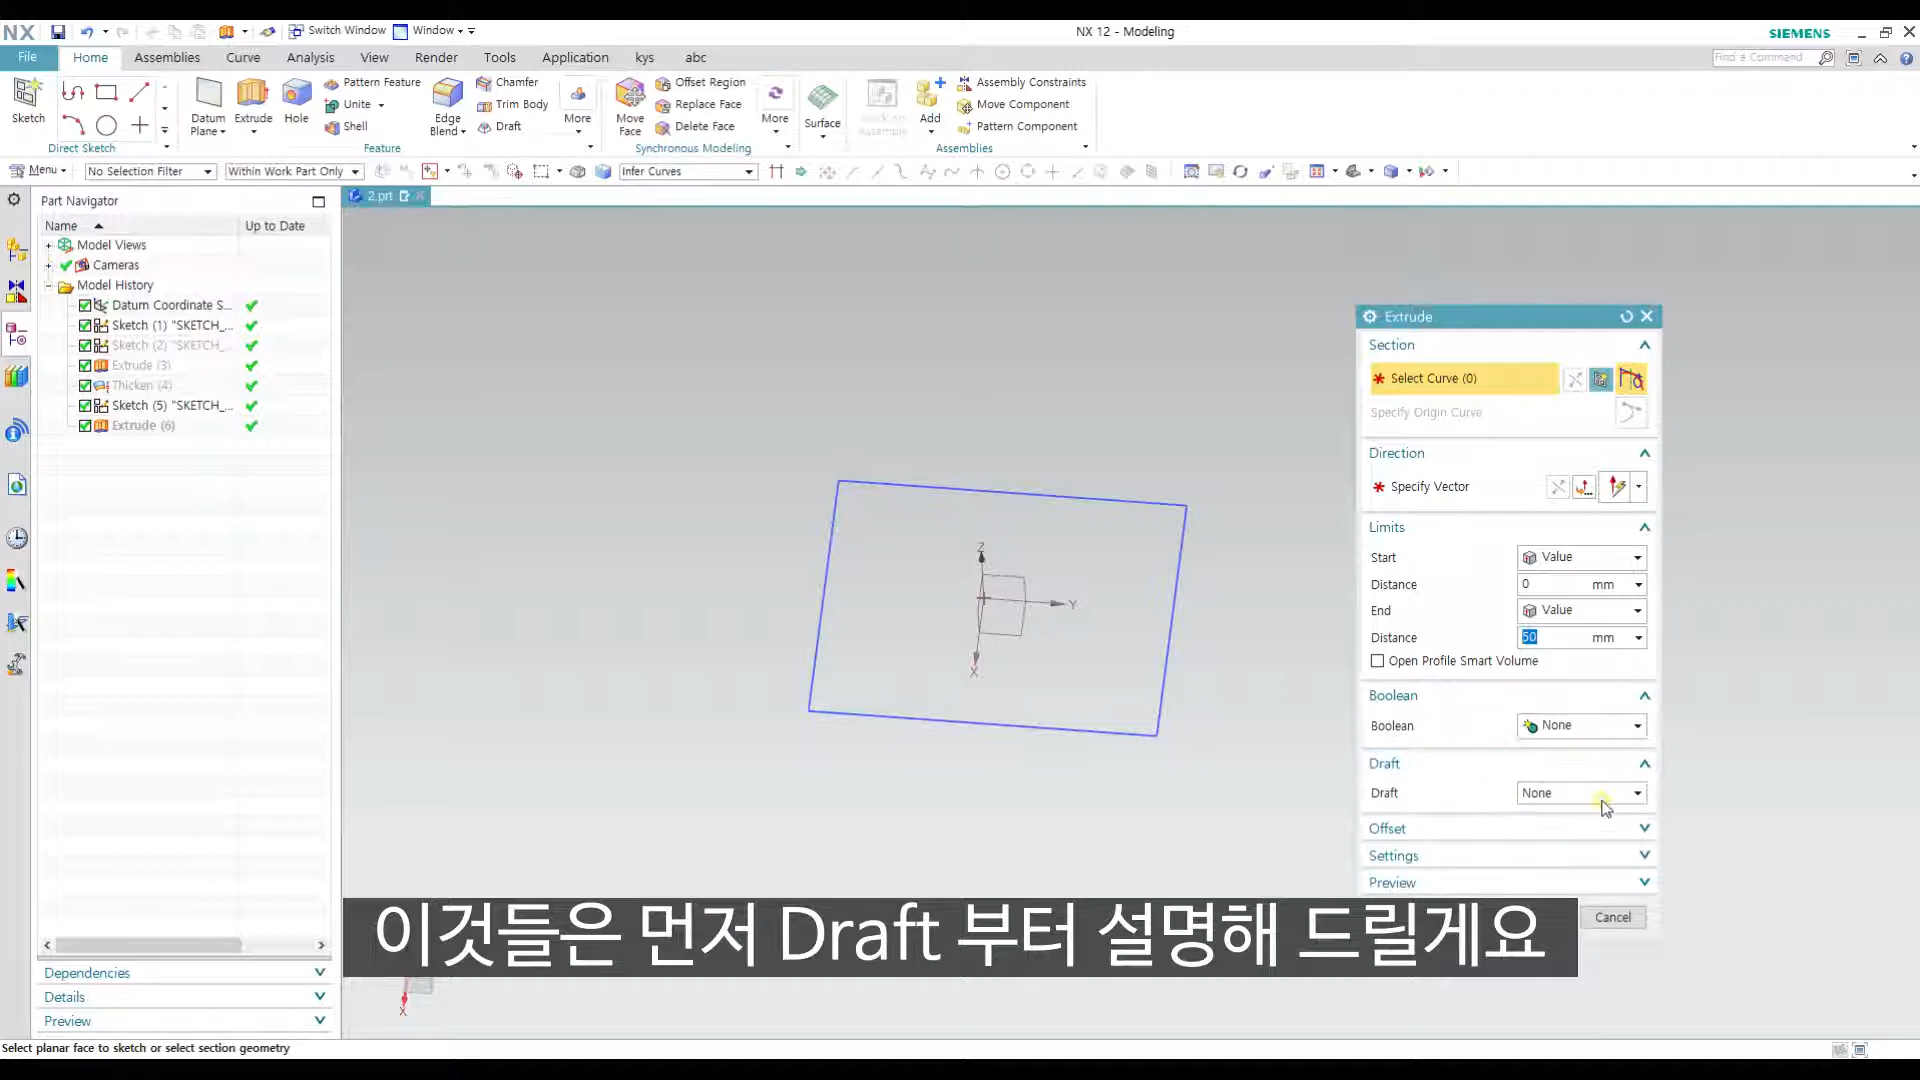 NX
Switch Window
Window
NX 12 - Modeling
SIEMENS
File
Home
Assemblies
Curve
Analysis
View
Render
Tools
Application
kys
abc
Find a Command
Sketch
Direct Sketch
Datum Plane
Extrude
Hole
Pattern Feature
Unite
Shell
Edge Blend
Chamfer
Trim Body
Draft
More
Feature
Move Face
Offset Region
Replace Face
Delete Face
More
Synchronous Modeling
Surface
Add
Assembly Constraints
Move Component
Pattern Component
Assemblies
Menu
No Selection Filter
Within Work Part Only
Infer Curves
Part Navigator
2.prt
Name
Up to Date
Model Views
Cameras
Model History
Datum Coordinate S...
Sketch (1) "SKETCH_...
Sketch (2) "SKETCH_...
Extrude (3)
Thicken (4)
Sketch (5) "SKETCH_...
Extrude (6)
Dependencies
Details
Preview
Z
Y
X
X
Extrude
Section
Select Curve (0)
Specify Origin Curve
Direction
Specify Vector
Limits
Start
Value
Distance
0 mm
End
Value
Distance
50 mm
Open Profile Smart Volume
Boolean
Boolean
None
Draft
Draft
None
Offset
Settings
Preview
Cancel
이것들은 먼저 Draft 부터 설명해 드릴게요
Select planar face to sketch or select section geometry